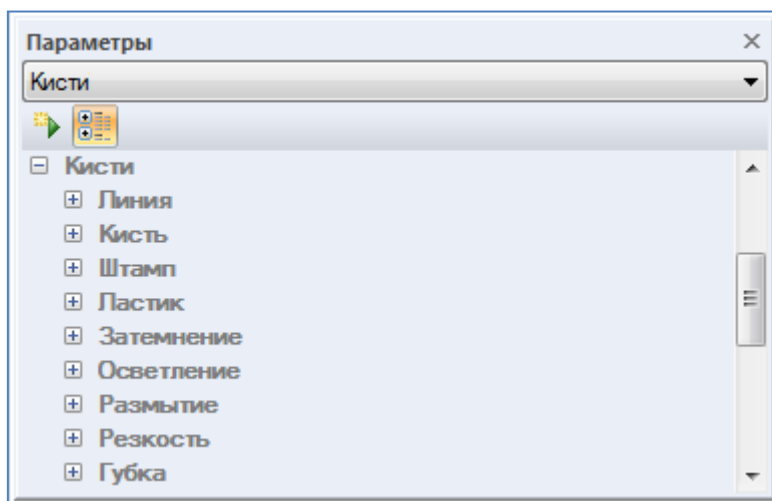 Параметры
Кисти
Кисти
Линия
Кисть
Штамп
Ластик
Затемнение
Осветление
Размытие
Резкость
Губка